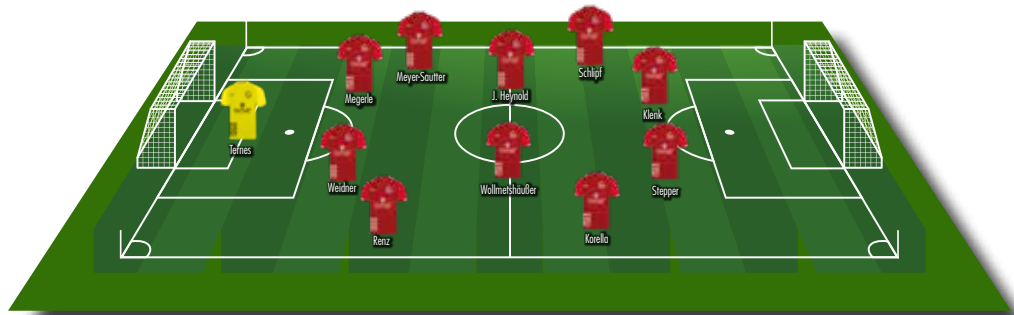 Schlipf
Meyer-Sautter
J. Heynold
Megerle
Klenk
Ternes
Weidner
Wollmetshäußer
Stepper
Renz
Korella